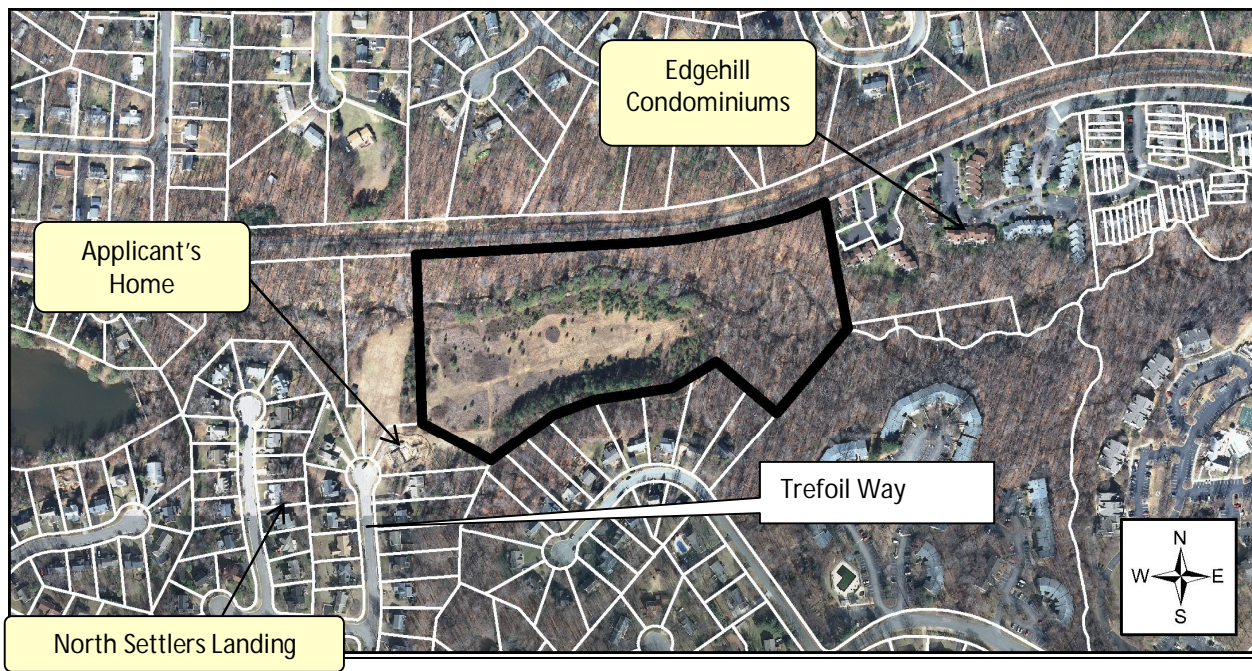 Edgehill
Condominiums
Applicant's
Home
Trefoil Way
North Settlers Landing
N
W E
S